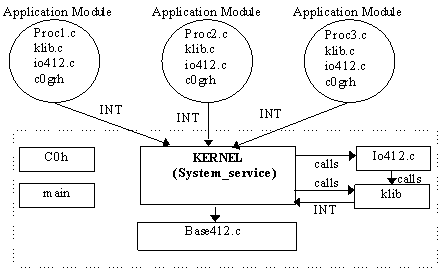 Application Module Application Module Application Module
Proc1.c
klib.c
io412.c
c0grh
Proc2.c
klib.c
io412.c
c0grh
Proc3.c
klib.c
io412.c
c0grh
INT
INT
INT
C0h
main
KERNEL
(System_service)
calls
Io412.c
calls
calls
klib
INT
Base412.c